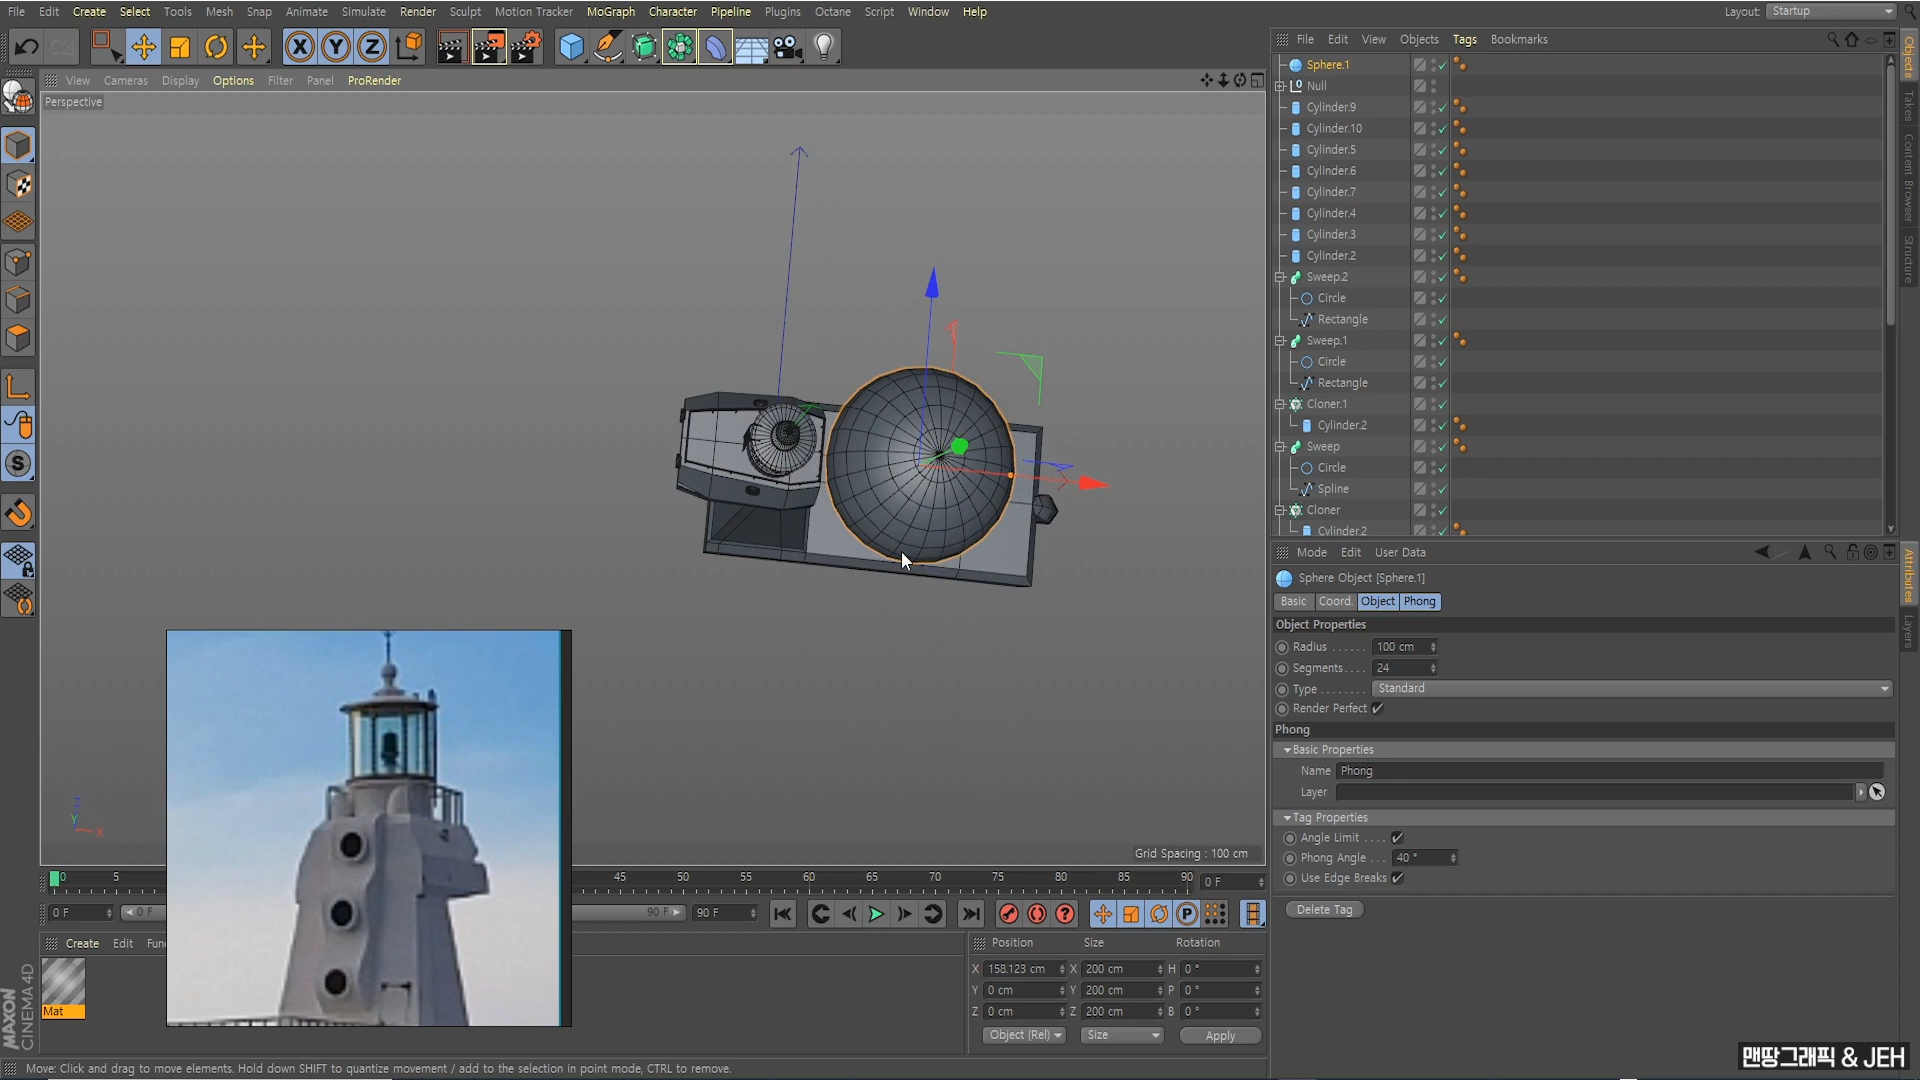 File Edit Create Select Tools Mesh Snap Animate Simulate Render Sculpt Motion Tracker MoGraph Character Pipeline Plugins Octane Script Window Help
Layout: Startup
View Cameras Display Options Filter Panel ProRender
Perspective
Grid Spacing : 100 cm
File Edit View Objects Tags Bookmarks
Sphere.1
Null
Cylinder.9
Cylinder.10
Cylinder.5
Cylinder.6
Cylinder.7
Cylinder.4
Cylinder.3
Cylinder.2
Sweep.2
Circle
Rectangle
Sweep.1
Circle
Rectangle
Cloner.1
Cylinder.2
Sweep
Circle
Spline
Cloner
Cylinder.2
Objects
Takes
Content Browser
Structure
Mode Edit User Data
Sphere Object [Sphere.1]
Basic Coord. Object Phong
Object Properties
Radius ...... 100 cm
Segments.... 24
Type........ Standard
Render Perfect
Phong
Basic Properties
Name Phong
Layer
Tag Properties
Angle Limit ....
Phong Angle ... 40 °
Use Edge Breaks
Delete Tag
Attributes
Layers
0 5 45 50 55 60 65 70 75 80 85 90 0 F
0 F 0 F 90 F 90 F
Create Edit Fun
Mat
Position Size Rotation
X 158.123 cm X 200 cm H 0 °
Y 0 cm Y 200 cm P 0 °
Z 0 cm Z 200 cm B 0 °
Object (Rel) Size Apply
MAXON
CINEMA 4D
Move: Click and drag to move elements. Hold down SHIFT to quantize movement / add to the selection in point mode, CTRL to remove.
맨땅그래픽 & JEH